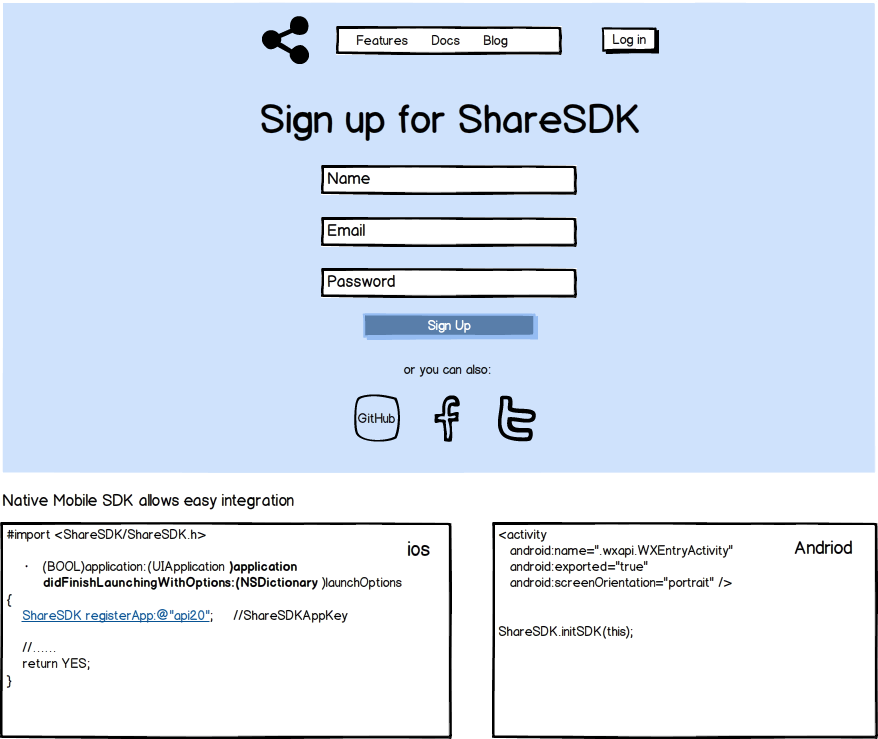 Features Docs Blog
Log in
Sign up for ShareSDK
Name
Email
Password
Sign Up
or you can also:
GitHub
Native Mobile SDK allows easy integration
#import <ShareSDK/ShareSDK.h>
ios
· (BOOL)application:(UIApplication )application
didFinishLaunchingWithOptions:(NSDictionary )launchOptions
{
ShareSDK registerApp:@"api20"; //ShareSDKAppKey
//......
return YES;
}
<activity
Andriod
android:name=".wxapi.WXEntryActivity"
android:exported="true"
android:screenOrientation="portrait" />
ShareSDK.initSDK(this);